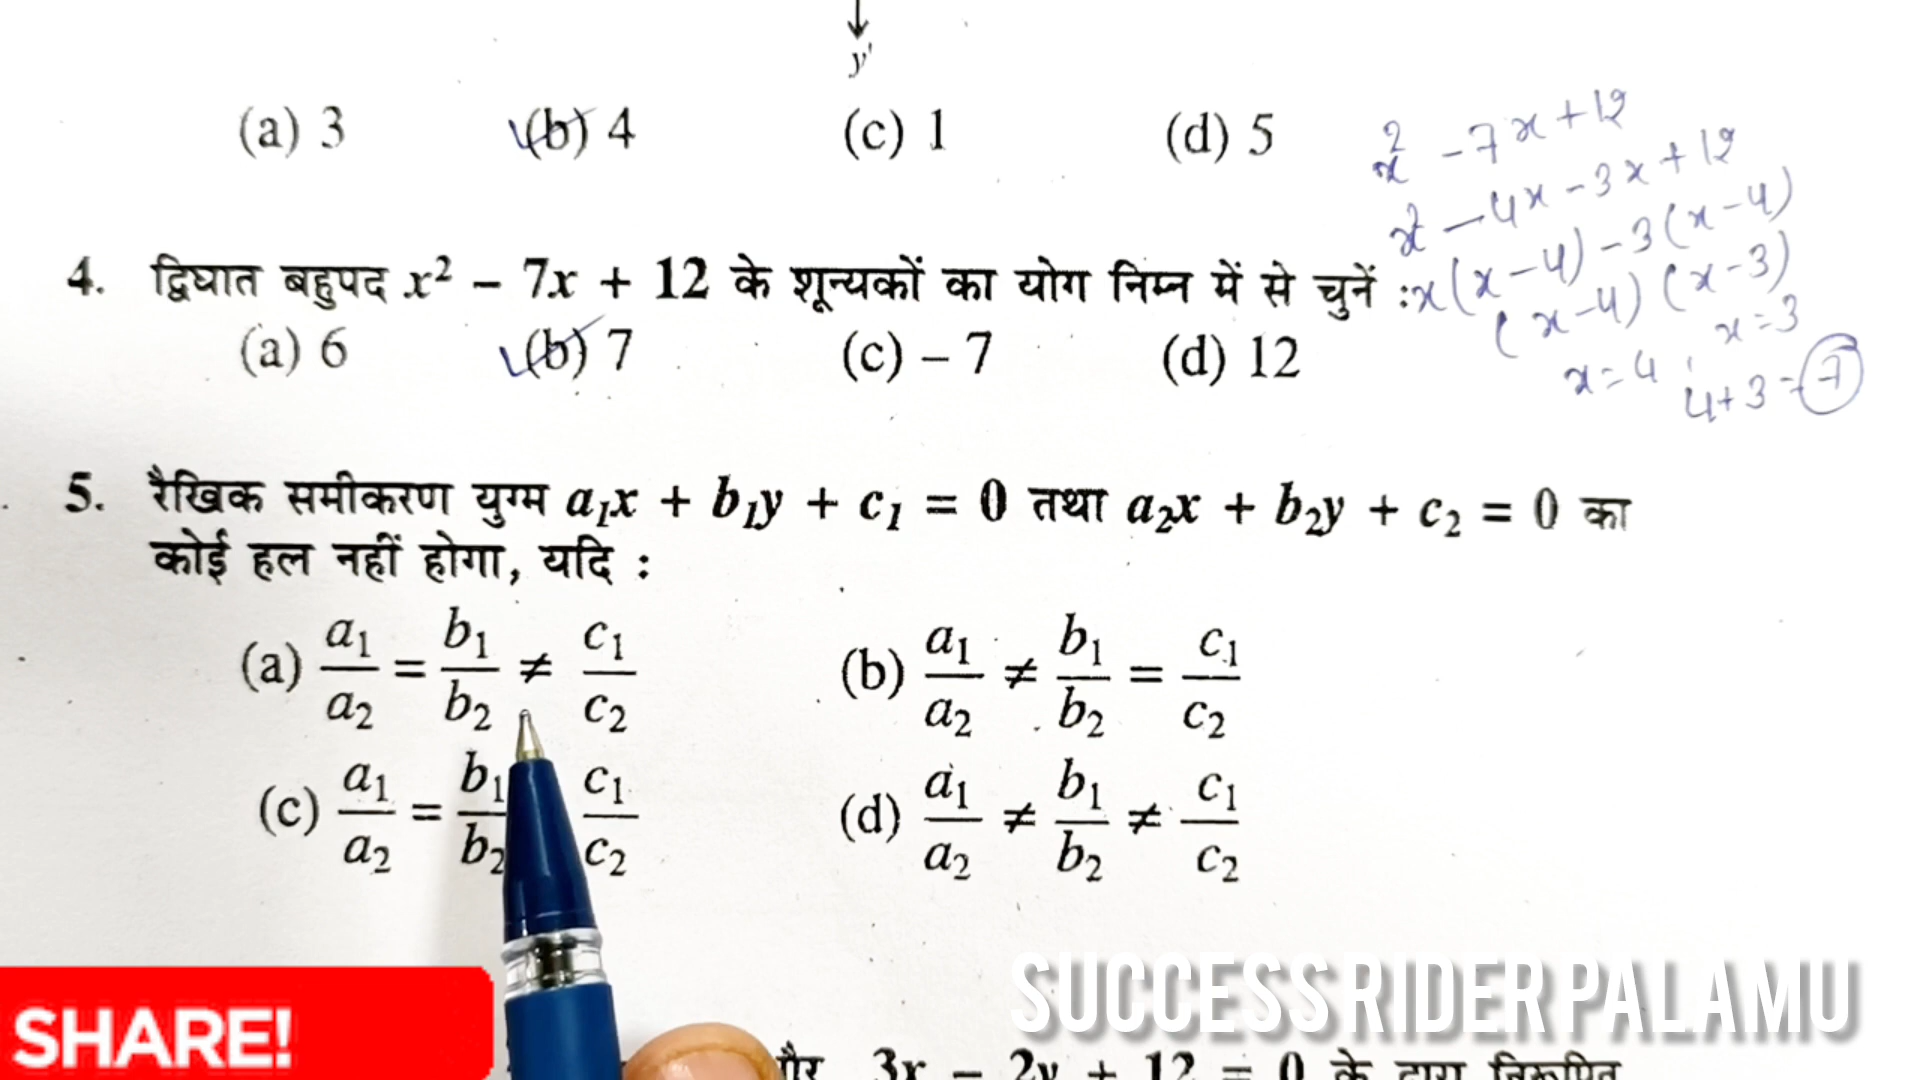 y'
(a) 3 (b) 4 (c) 1 (d) 5
x² - 7x + 12
x² - 4x - 3x + 12
x(x-4) - 3(x-4)
(x-4) (x-3)
x=4, x=3
4+3=7
4. द्विघात बहुपद x² – 7x + 12 के शून्यकों का योग निम्न में से चुनें :
(a) 6 (b) 7 (c) – 7 (d) 12
5. रैखिक समीकरण युग्म a₁x + b₁y + c₁ = 0 तथा a₂x + b₂y + c₂ = 0 का
कोई हल नहीं होगा, यदि :
(a) a₁/a₂ = b₁/b₂ ≠ c₁/c₂ (b) a₁/a₂ ≠ b₁/b₂ = c₁/c₂
(c) a₁/a₂ = b₁/b₂ c₁/c₂ (d) a₁/a₂ ≠ b₁/b₂ ≠ c₁/c₂
SUCCESS RIDER PALAMU
SHARE!
3x – 2y + 12 = 0 के द्वारा निरूपित